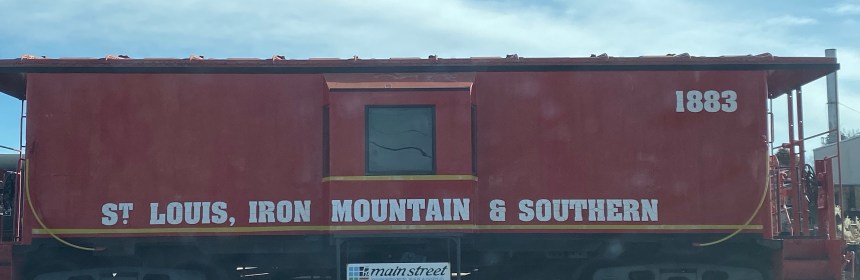 1883
ST LOUIS, IRON MOUNTAIN & SOUTHERN
main street